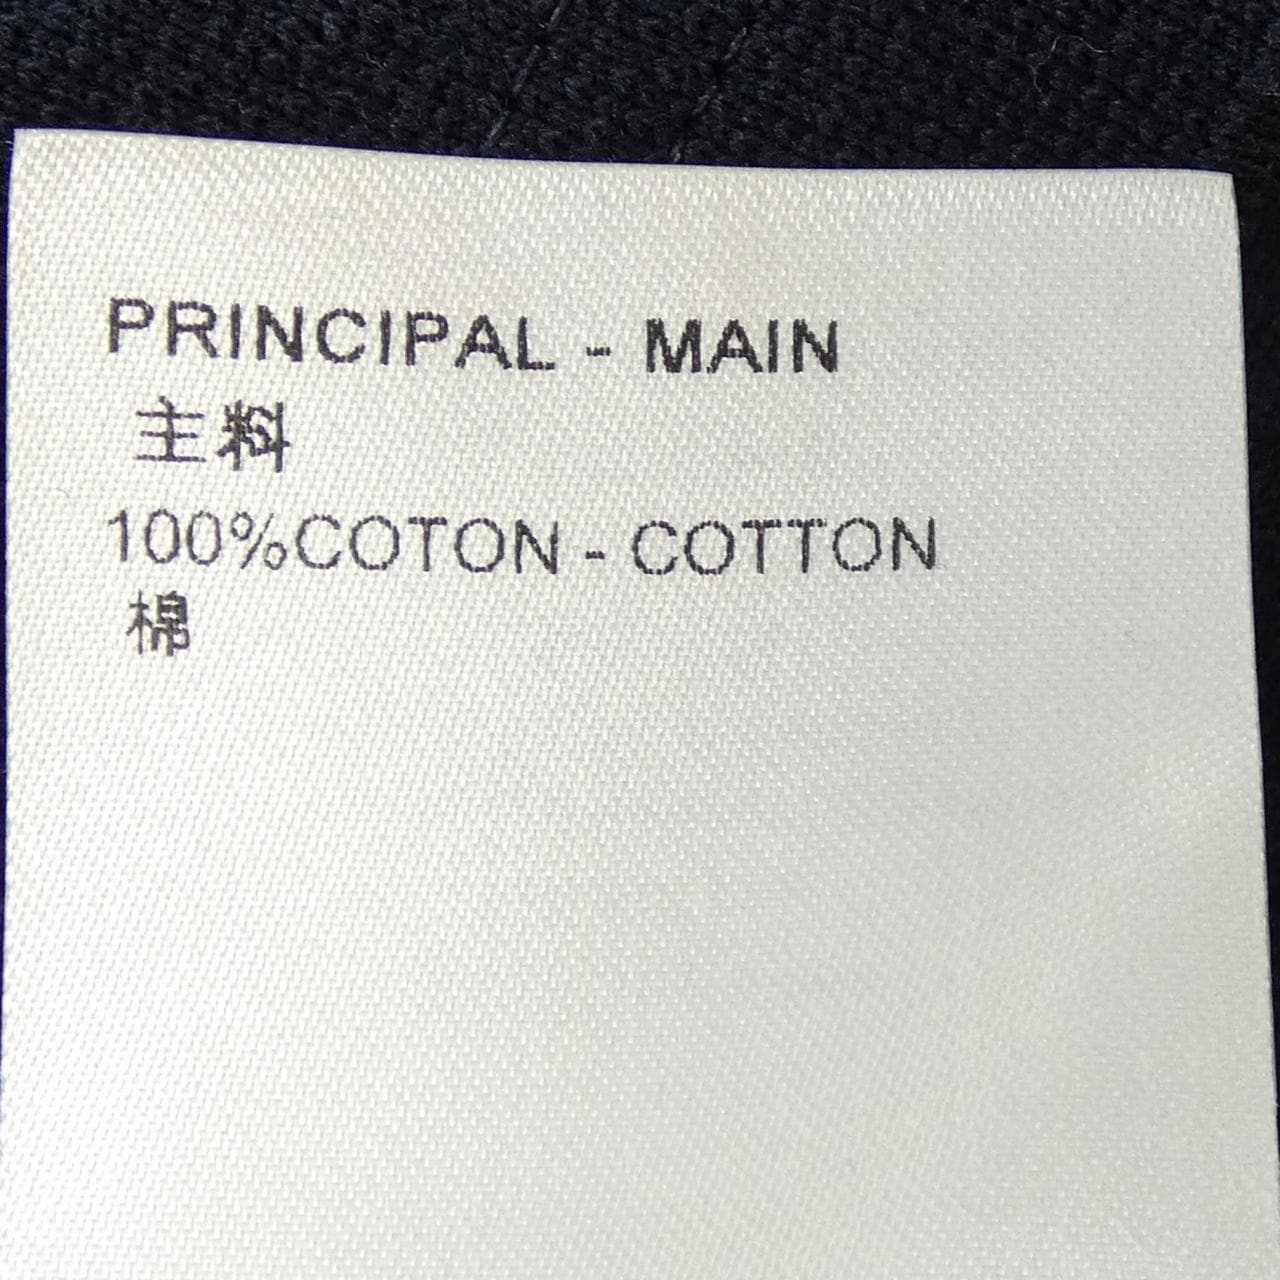 PRINCIPAL - MAIN
主料
100%COTON - COTTON
棉